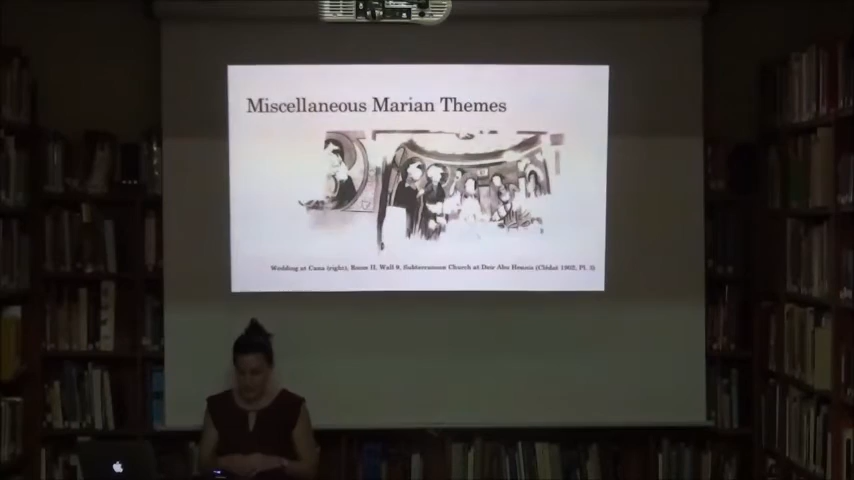 Miscellaneous Marian Themes
Wedding at Cana (right); Room II, Wall 9, (Subterranean Church at Deir Abu Hennis (Clédat 1902, Pl. I)